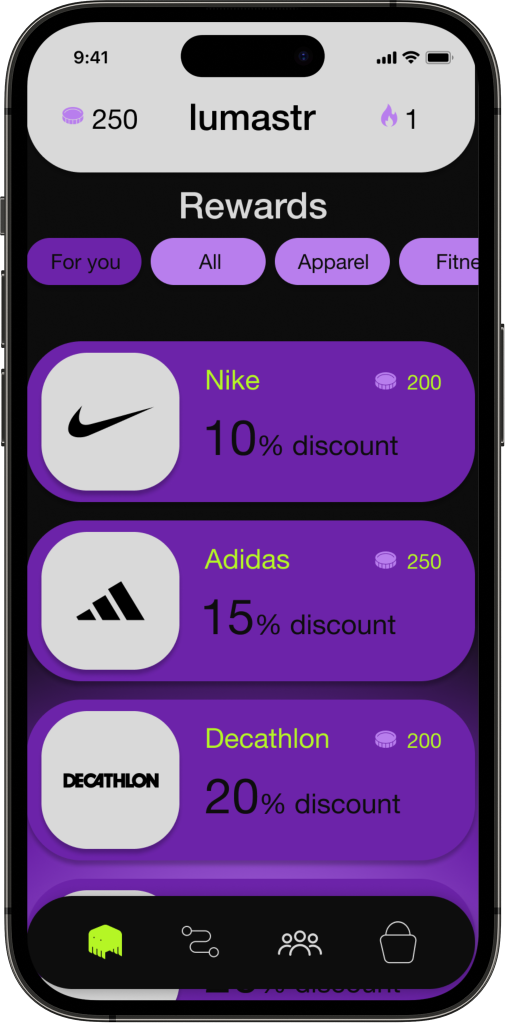 9:41
250 lumastr 1
Rewards
For you All Apparel Fitne
Nike 200
10% discount
Adidas 250
15% discount
DECATHLON
Decathlon 200
20% discount
discount